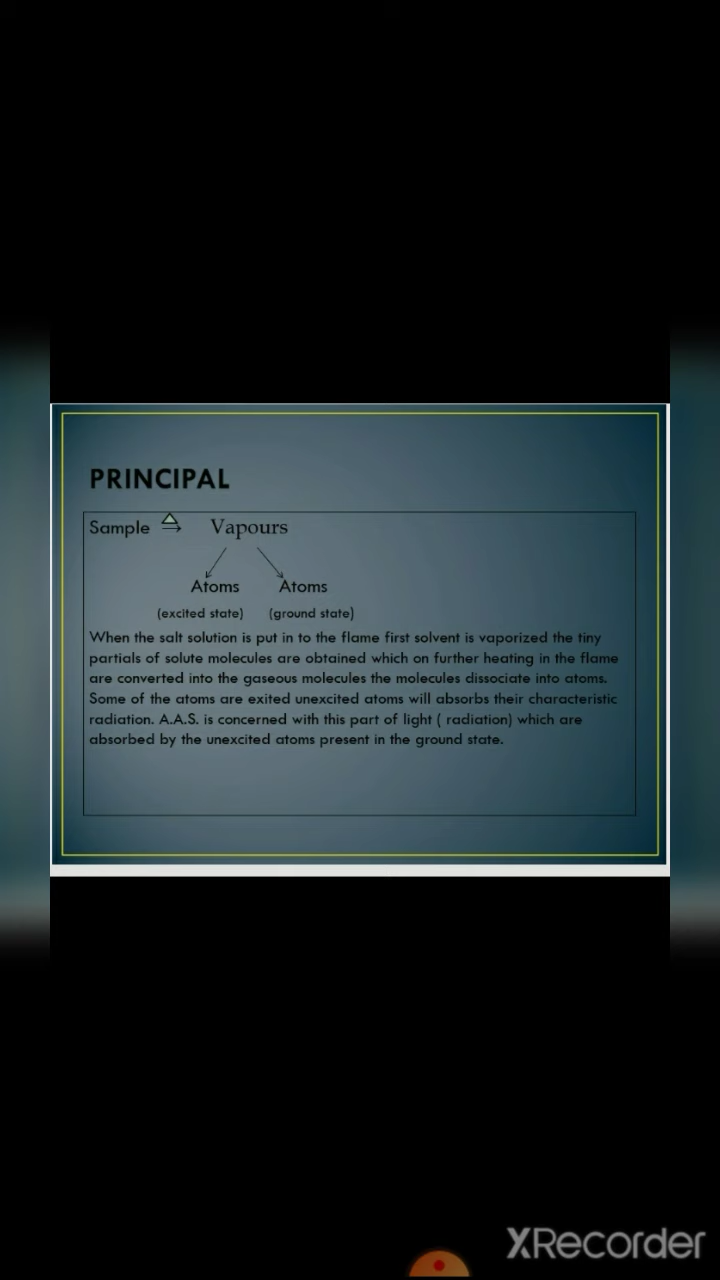 PRINCIPAL
Sample ⇒ Vapours
Atoms Atoms
(excited state) (ground state)
When the salt solution is put in to the flame first solvent is vaporized the tiny
partials of solute molecules are obtained which on further heating in the flame
are converted into the gaseous molecules the molecules dissociate into atoms.
Some of the atoms are exited unexcited atoms will absorbs their characteristic
radiation. A.A.S. is concerned with this part of light ( radiation) which are
absorbed by the unexcited atoms present in the ground state.
XRecorder